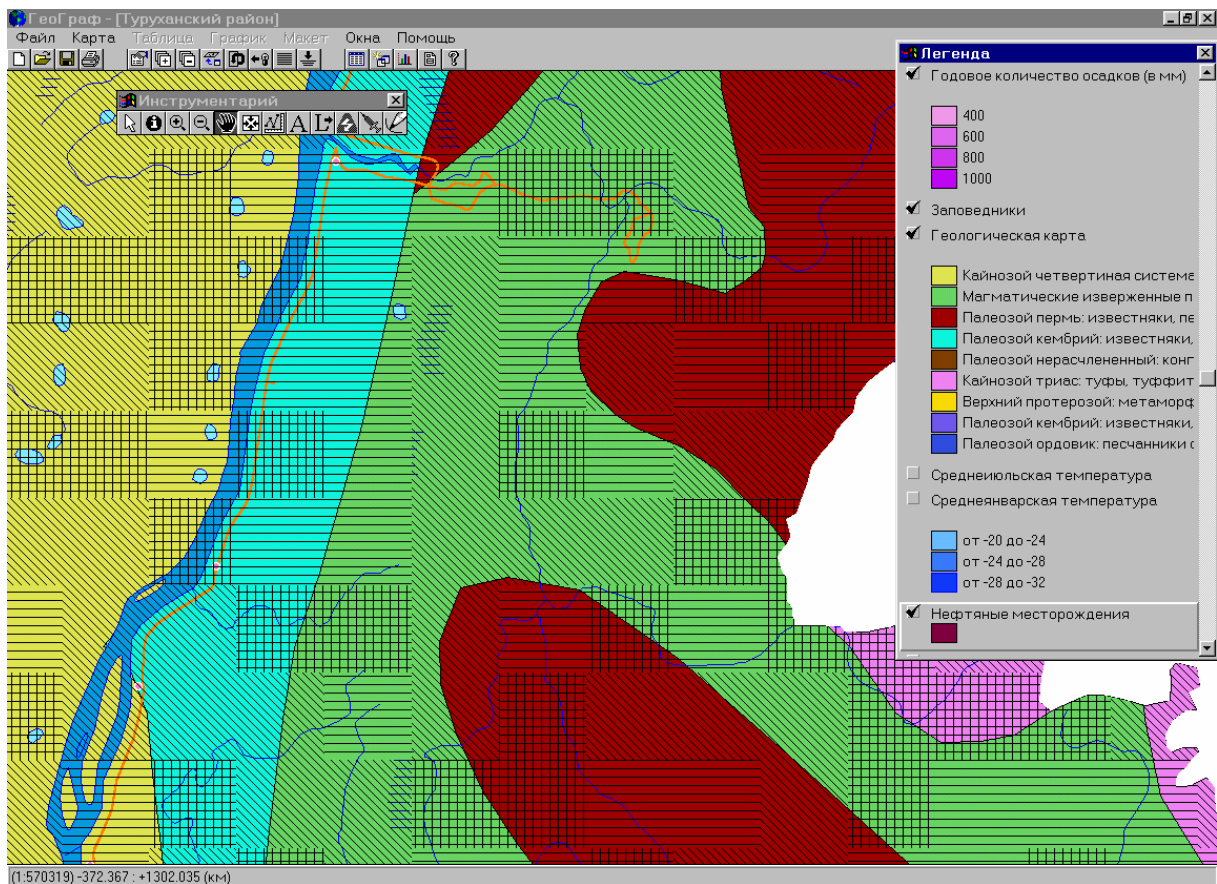 ГеоГраф - [Туруханский район]
Файл Карта Таблица График Макет Окна Помощь
Инструментарий
Легенда
Годовое количество осадков (в мм)
400
600
800
1000
Заповедники
Геологическая карта
Кайнозой четвертиная система
Магматические изверженные п
Палеозой пермь: известняки, пе
Палеозой кембрий: известняки,
Палеозой нерасчлененный: конг
Кайнозой триас: туфы, туффит
Верхний протерозой: метаморф
Палеозой кембрий: известняки,
Палеозой ордовик: песчанники с
Среднеиюльская температура
Среднеянварская температура
от -20 до -24
от -24 до -28
от -28 до -32
Нефтяные месторождения
(1:570319) -372.367 : +1302.035 (км)